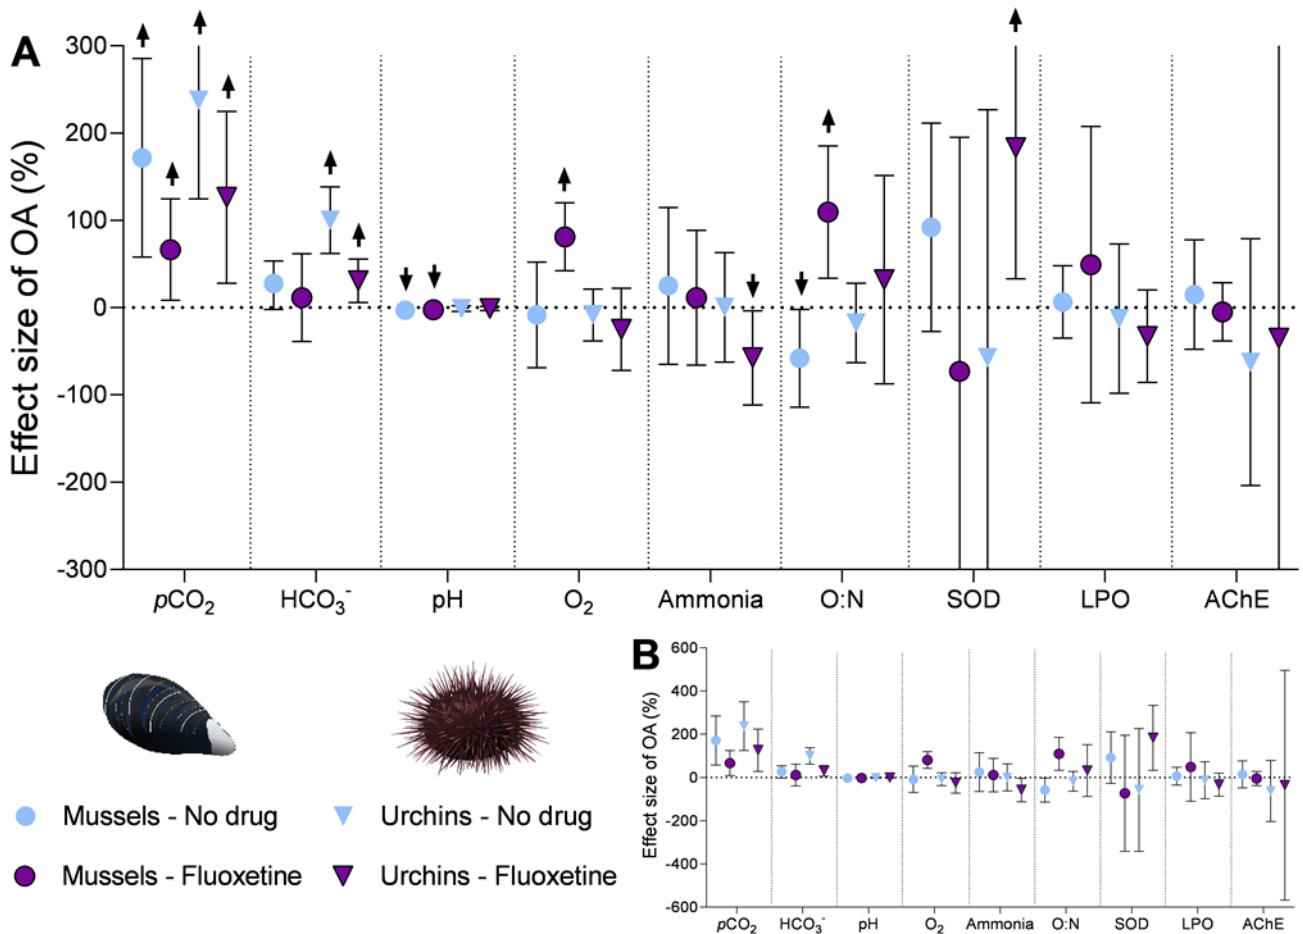 A
Effect size of OA (%)
300
200
100
0
-100
-200
-300
pCO₂ HCO₃⁻ pH O₂ Ammonia O:N SOD LPO AChE
Mussels - No drug
Urchins - No drug
Mussels - Fluoxetine
Urchins - Fluoxetine
B
Effect size of OA (%)
600
400
200
0
-200
-400
-600
pCO₂ HCO₃⁻ pH O₂ Ammonia O:N SOD LPO AChE